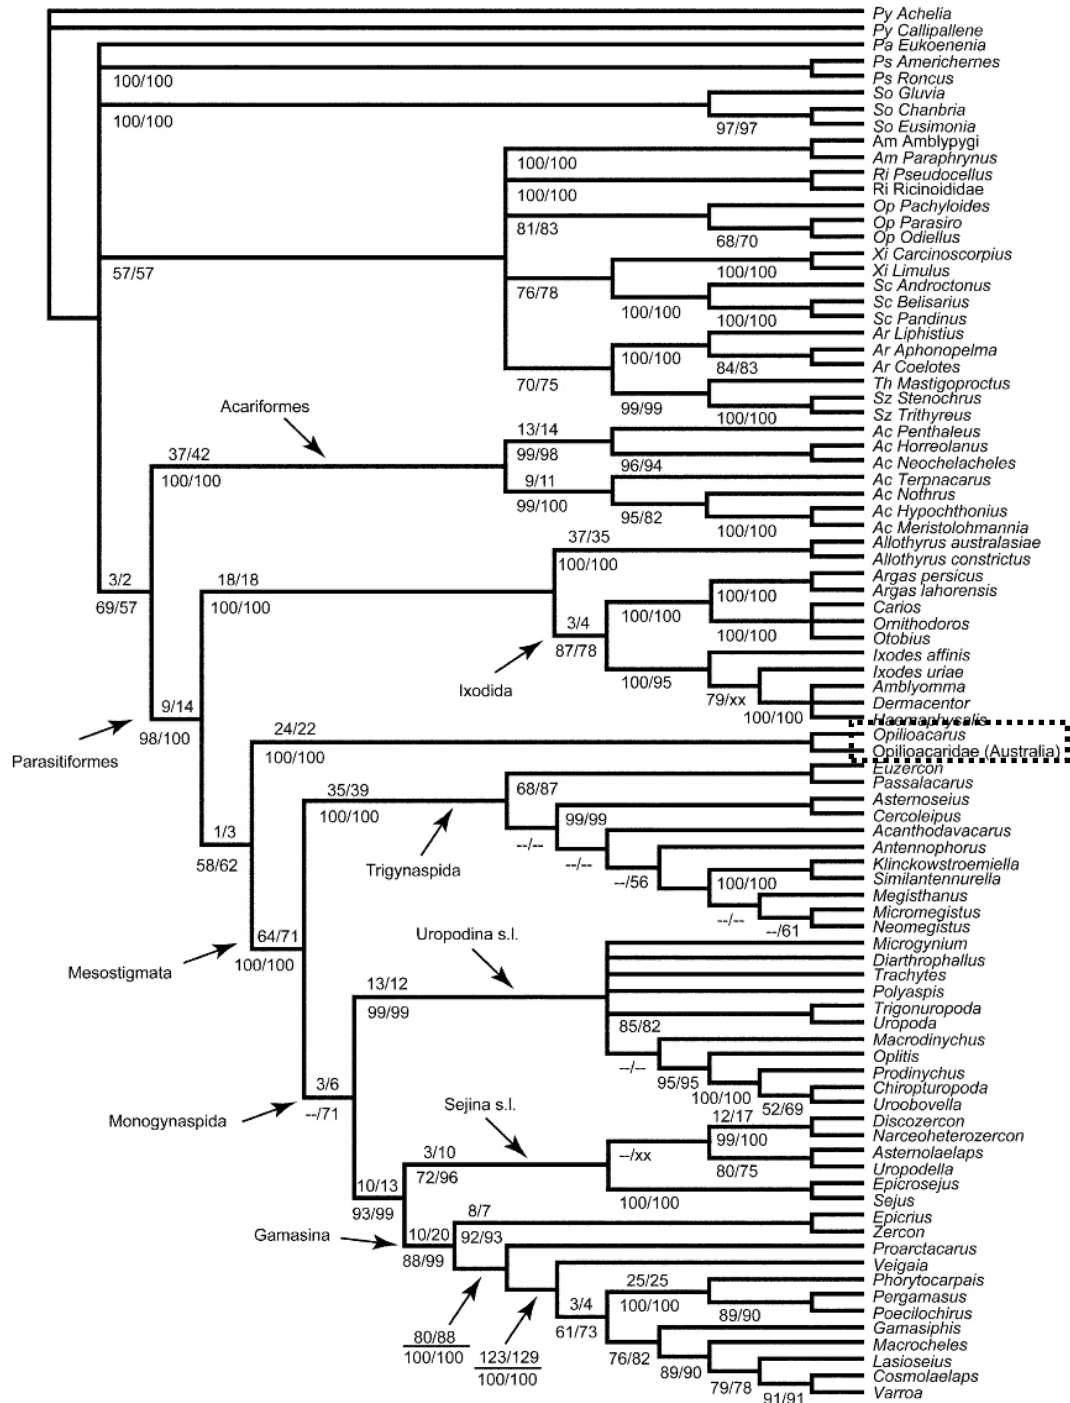 Py Achelia
Py Callipallene
Pa Eukoenenia
Ps Americhernes
100/100
Ps Roncus
So Gluvia
100/100
So Chanbria
97/97
So Eusimonia
Am Amblypygi
100/100
Am Paraphrynus
Ri Pseudocellus
100/100
Ri Ricinoididae
Op Pachyloides
81/83
Op Parasiro
68/70
Op Odiellus
Xi Carcinoscorpius
57/57
100/100
Xi Limulus
76/78
Sc Androctonus
100/100
Sc Belisarius
100/100
Sc Pandinus
Ar Liphistius
100/100
Ar Aphonopelma
84/83
Ar Coelotes
70/75
Th Mastigoproctus
99/99
Sz Stenochrus
100/100
Sz Trithyreus
Acariformes
13/14
Ac Penthaleus
37/42
99/98
Ac Horreolanus
100/100
96/94
Ac Neochelacheles
9/11
Ac Terpnacarus
99/100
95/82
Ac Nothrus
Ac Hypochthonius
100/100
Ac Meristolohmannia
37/35
Allothyrus australasiae
100/100
Allothyrus constrictus
3/2
69/57
18/18
100/100
Argas persicus
100/100
Argas lahorensis
100/100
Carios
3/4
100/100
Ornithodoros
87/78
Otobius
Ixodes affinis
100/95
Ixodes uriae
Ixodida
79/xx
Amblyomma
Dermacentor
9/14
100/100
Haemaphysalis
98/100
24/22
Opilioacarus
Parasitiformes
100/100
Opilioacaridae (Australia)
Euzercon
35/39
68/87
Passalacarus
100/100
Asternoseius
99/99
Cercoleipus
1/3
--/--
Acanthodavacarus
58/62
Trigynaspida
--/--
Antennophorus
--/56
Klinckowstroemiella
100/100
Similantennurella
Megisthanus
--/--
Micromegistus
--/61
Neomegistus
Uropodina s.l.
64/71
Microgynium
100/100
Mesostigmata
Diarthrophallus
Trachytes
13/12
Polyaspis
99/99
Trigonuropoda
85/82
Uropoda
Macrodinychus
--/--
Oplitis
95/95
Prodinychus
3/6
100/100
Chiropturopoda
--/71
Monogynaspida
52/69
Uroobovella
Sejina s.l.
12/17
Discozercon
99/100
Narceoheterozercon
3/10
--/xx
Asternolaelaps
72/96
80/75
Uropodella
10/13
Epicrosejus
93/99
100/100
Sejus
8/7
Epicrius
Gamasina
10/20
92/93
Zercon
88/99
Proarctacarus
Veigaia
25/25
Phorytocarpais
3/4
100/100
Pergamasus
61/73
89/90
Poecilochirus
80/88
100/100
123/129
100/100
Gamasiphis
76/82
Macrocheles
89/90
Lasioseius
79/78
Cosmolaelaps
91/91
Varroa